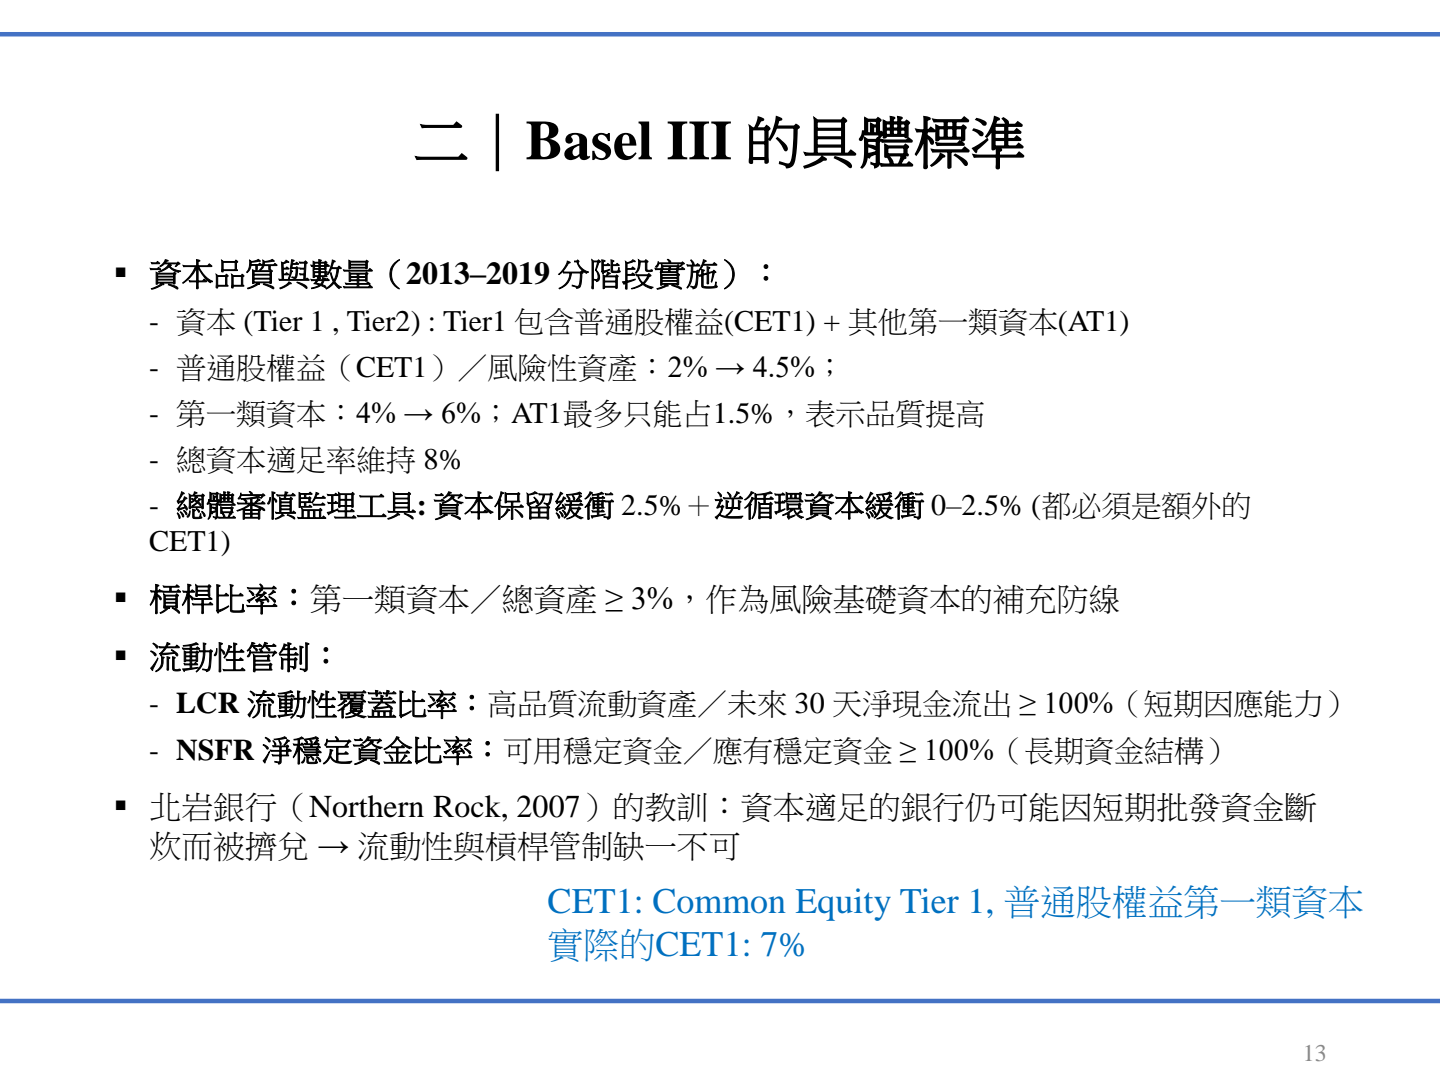 二｜Basel III 的具體標準
▪ 資本品質與數量（2013–2019 分階段實施）：
- 資本 (Tier 1 , Tier2) : Tier1 包含普通股權益(CET1) + 其他第一類資本(AT1)
- 普通股權益（CET1）／風險性資產：2% → 4.5%；
- 第一類資本：4% → 6%；AT1最多只能占1.5%，表示品質提高
- 總資本適足率維持 8%
- 總體審慎監理工具: 資本保留緩衝 2.5%＋逆循環資本緩衝 0–2.5% (都必須是額外的
CET1)
▪ 槓桿比率：第一類資本／總資產 ≥ 3%，作為風險基礎資本的補充防線
▪ 流動性管制：
- LCR 流動性覆蓋比率：高品質流動資產／未來 30 天淨現金流出 ≥ 100%（短期因應能力）
- NSFR 淨穩定資金比率：可用穩定資金／應有穩定資金 ≥ 100%（長期資金結構）
▪ 北岩銀行（Northern Rock, 2007）的教訓：資本適足的銀行仍可能因短期批發資金斷
炊而被擠兌 → 流動性與槓桿管制缺一不可
CET1: Common Equity Tier 1, 普通股權益第一類資本
實際的CET1: 7%
13